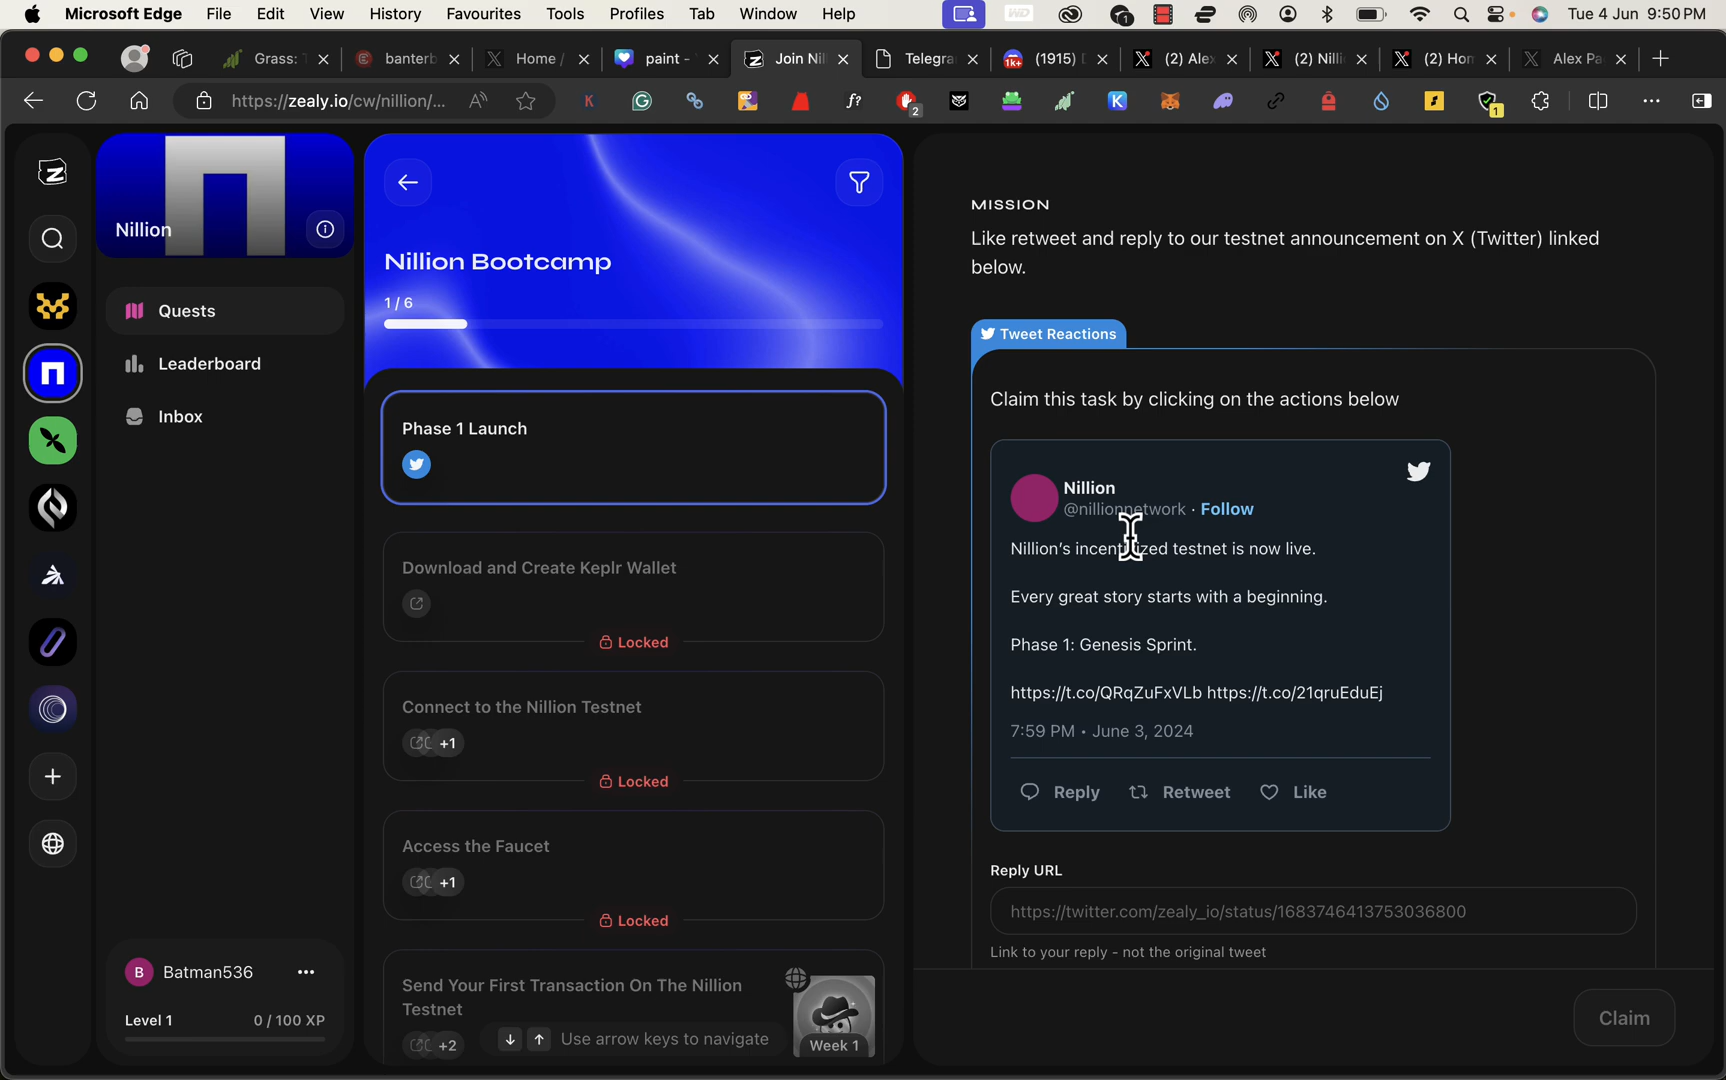 Microsoft Edge File Edit View History Favourites Tools Profiles Tab Window Help
Tue 4 Jun 9:50 PM
Grass: T
banterb
Home /
paint -
Join Nil
Telegra
(1915) D
(2) Alex
(2) Nilli
(2) Hom
Alex Pa
https://zealy.io/cw/nillion/...
Nillion
Quests
Leaderboard
Inbox
B Batman536
Level 1 0 / 100 XP
Nillion Bootcamp
1 / 6
Phase 1 Launch
Download and Create Keplr Wallet
Locked
Connect to the Nillion Testnet
+1
Locked
Access the Faucet
+1
Locked
Send Your First Transaction On The Nillion
Testnet
+2
Use arrow keys to navigate
Week 1
MISSION
Like retweet and reply to our testnet announcement on X (Twitter) linked
below.
Tweet Reactions
Claim this task by clicking on the actions below
Nillion
@nillionnetwork · Follow
Nillion’s incentivized testnet is now live.
Every great story starts with a beginning.
Phase 1: Genesis Sprint.
https://t.co/QRqZuFxVLb https://t.co/21qruEduEj
7:59 PM • June 3, 2024
Reply Retweet Like
Reply URL
https://twitter.com/zealy_io/status/1683746413753036800
Link to your reply - not the original tweet
Claim